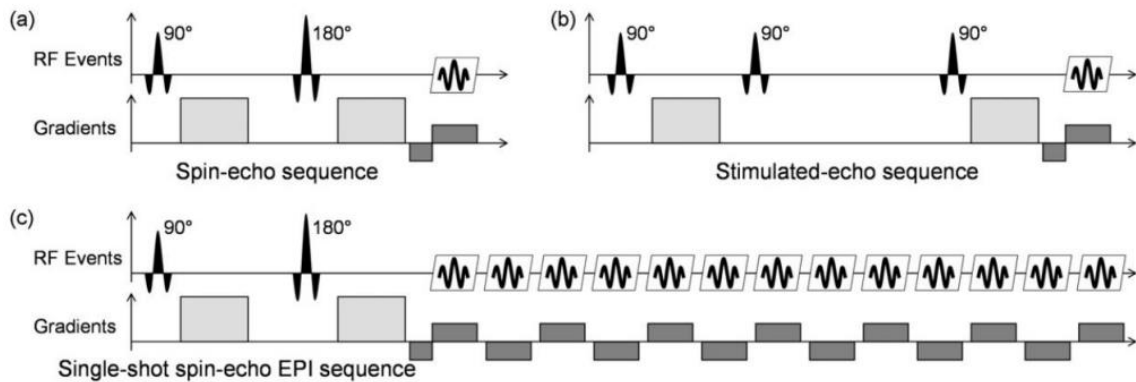 (a)
90° 180°
RF Events
Gradients
Spin-echo sequence
(b)
90° 90° 90°
Stimulated-echo sequence
(c)
90° 180°
RF Events
Gradients
Single-shot spin-echo EPI sequence